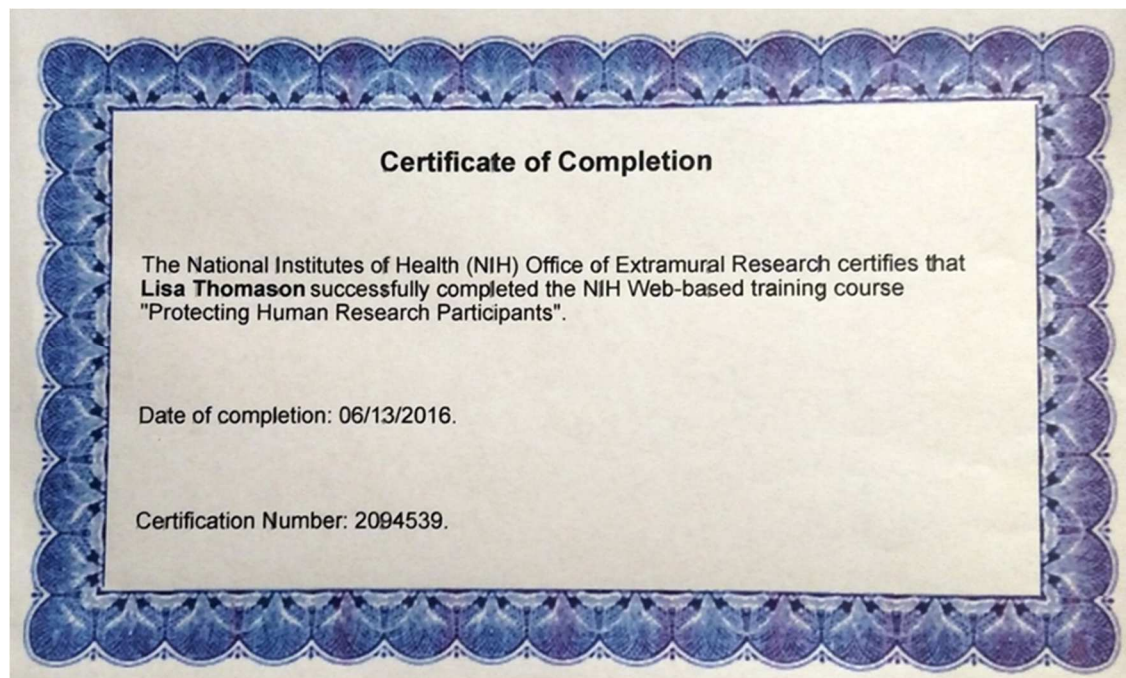 Certificate of Completion
The National Institutes of Health (NIH) Office of Extramural Research certifies that
Lisa Thomason successfully completed the NIH Web-based training course
"Protecting Human Research Participants".
Date of completion: 06/13/2016.
Certification Number: 2094539.